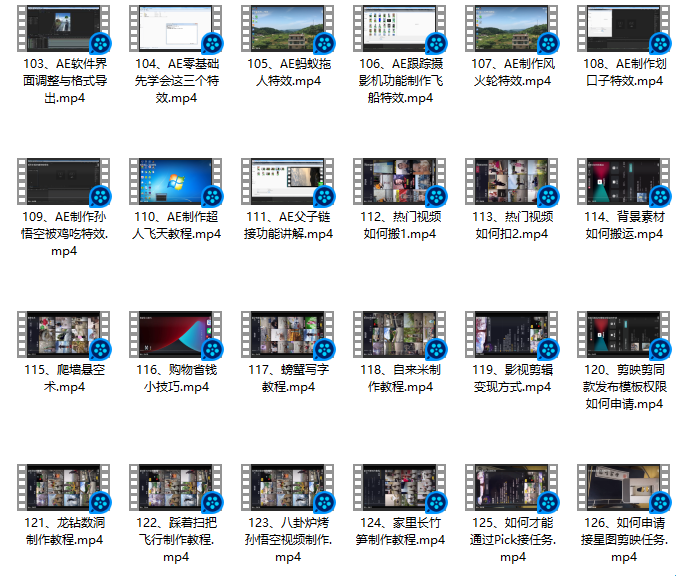 103、AE软件界
面调整与格式导
出.mp4
104、AE零基础
先学会这三个特
效.mp4
105、AE蚂蚁拖
人特效.mp4
106、AE跟踪摄
影机功能制作飞
船特效.mp4
107、AE制作风
火轮特效.mp4
108、AE制作划
口子特效.mp4
109、AE制作孙
悟空被鸡吃特效.
mp4
110、AE制作超
人飞天教程.mp4
111、AE父子链
接功能讲解.mp4
112、热门视频
如何搬1.mp4
113、热门视频
如何扣2.mp4
114、背景素材
如何搬运.mp4
115、爬墙悬空
术.mp4
116、购物省钱
小技巧.mp4
117、螃蟹写字
教程.mp4
118、自来米制
作教程.mp4
119、影视剪辑
变现方式.mp4
120、剪映剪同
款发布模板权限
如何申请.mp4
121、龙钻数洞
制作教程.mp4
122、踩着扫把
飞行制作教程.
mp4
123、八卦炉烤
孙悟空视频制作.
mp4
124、家里长竹
笋制作教程.mp4
125、如何才能
通过Pick接任务.
mp4
126、如何申请
接星图剪映任务.
mp4